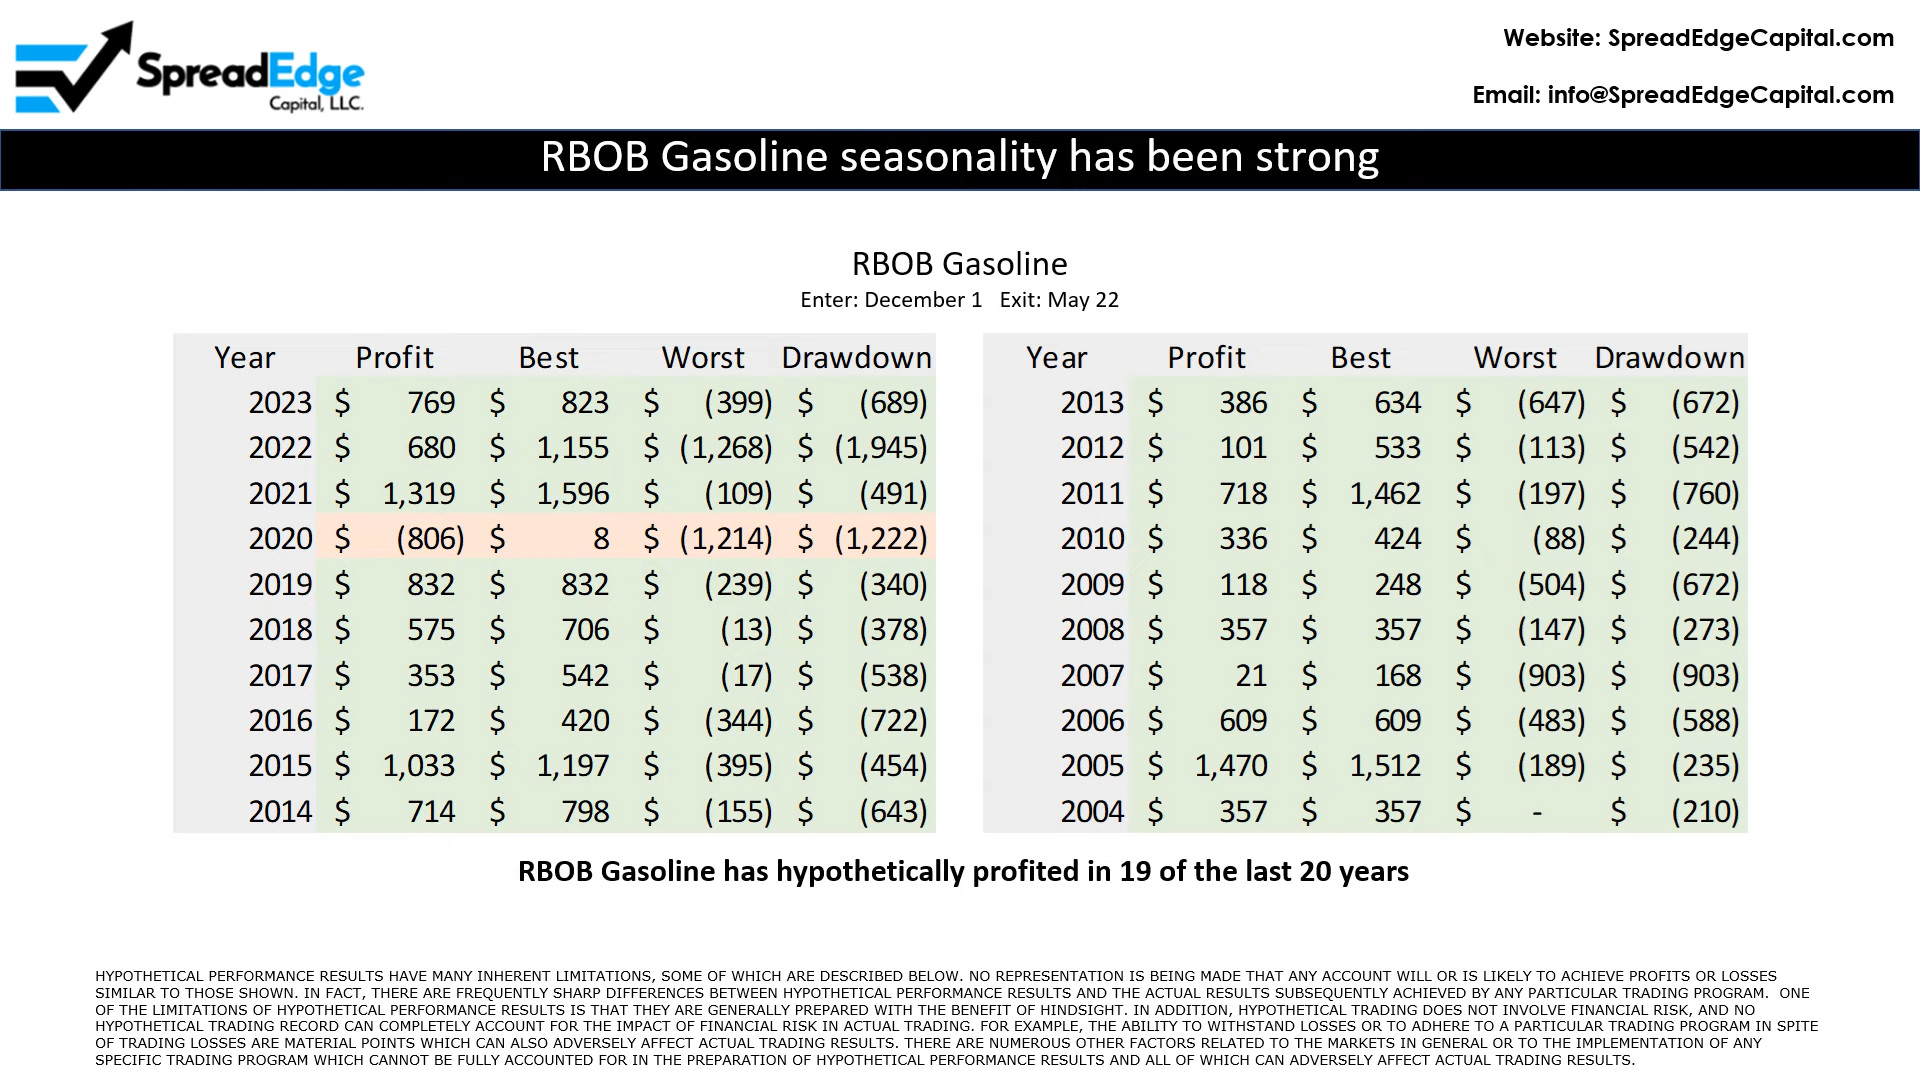 SpreadEdge
Capital, LLC.
Website: SpreadEdgeCapital.com
Email: info@SpreadEdgeCapital.com
RBOB Gasoline seasonality has been strong
RBOB Gasoline
Enter: December 1   Exit: May 22
Year Profit Best Worst Drawdown
2023 $ 769 $ 823 $ (399) $ (689)
2022 $ 680 $ 1,155 $ (1,268) $ (1,945)
2021 $ 1,319 $ 1,596 $ (109) $ (491)
2020 $ (806) $ 8 $ (1,214) $ (1,222)
2019 $ 832 $ 832 $ (239) $ (340)
2018 $ 575 $ 706 $ (13) $ (378)
2017 $ 353 $ 542 $ (17) $ (538)
2016 $ 172 $ 420 $ (344) $ (722)
2015 $ 1,033 $ 1,197 $ (395) $ (454)
2014 $ 714 $ 798 $ (155) $ (643)
Year Profit Best Worst Drawdown
2013 $ 386 $ 634 $ (647) $ (672)
2012 $ 101 $ 533 $ (113) $ (542)
2011 $ 718 $ 1,462 $ (197) $ (760)
2010 $ 336 $ 424 $ (88) $ (244)
2009 $ 118 $ 248 $ (504) $ (672)
2008 $ 357 $ 357 $ (147) $ (273)
2007 $ 21 $ 168 $ (903) $ (903)
2006 $ 609 $ 609 $ (483) $ (588)
2005 $ 1,470 $ 1,512 $ (189) $ (235)
2004 $ 357 $ 357 $ - $ (210)
RBOB Gasoline has hypothetically profited in 19 of the last 20 years
HYPOTHETICAL PERFORMANCE RESULTS HAVE MANY INHERENT LIMITATIONS, SOME OF WHICH ARE DESCRIBED BELOW. NO REPRESENTATION IS BEING MADE THAT ANY ACCOUNT WILL OR IS LIKELY TO ACHIEVE PROFITS OR LOSSES
SIMILAR TO THOSE SHOWN. IN FACT, THERE ARE FREQUENTLY SHARP DIFFERENCES BETWEEN HYPOTHETICAL PERFORMANCE RESULTS AND THE ACTUAL RESULTS SUBSEQUENTLY ACHIEVED BY ANY PARTICULAR TRADING PROGRAM.  ONE
OF THE LIMITATIONS OF HYPOTHETICAL PERFORMANCE RESULTS IS THAT THEY ARE GENERALLY PREPARED WITH THE BENEFIT OF HINDSIGHT. IN ADDITION, HYPOTHETICAL TRADING DOES NOT INVOLVE FINANCIAL RISK, AND NO
HYPOTHETICAL TRADING RECORD CAN COMPLETELY ACCOUNT FOR THE IMPACT OF FINANCIAL RISK IN ACTUAL TRADING. FOR EXAMPLE, THE ABILITY TO WITHSTAND LOSSES OR TO ADHERE TO A PARTICULAR TRADING PROGRAM IN SPITE
OF TRADING LOSSES ARE MATERIAL POINTS WHICH CAN ALSO ADVERSELY AFFECT ACTUAL TRADING RESULTS. THERE ARE NUMEROUS OTHER FACTORS RELATED TO THE MARKETS IN GENERAL OR TO THE IMPLEMENTATION OF ANY
SPECIFIC TRADING PROGRAM WHICH CANNOT BE FULLY ACCOUNTED FOR IN THE PREPARATION OF HYPOTHETICAL PERFORMANCE RESULTS AND ALL OF WHICH CAN ADVERSELY AFFECT ACTUAL TRADING RESULTS.